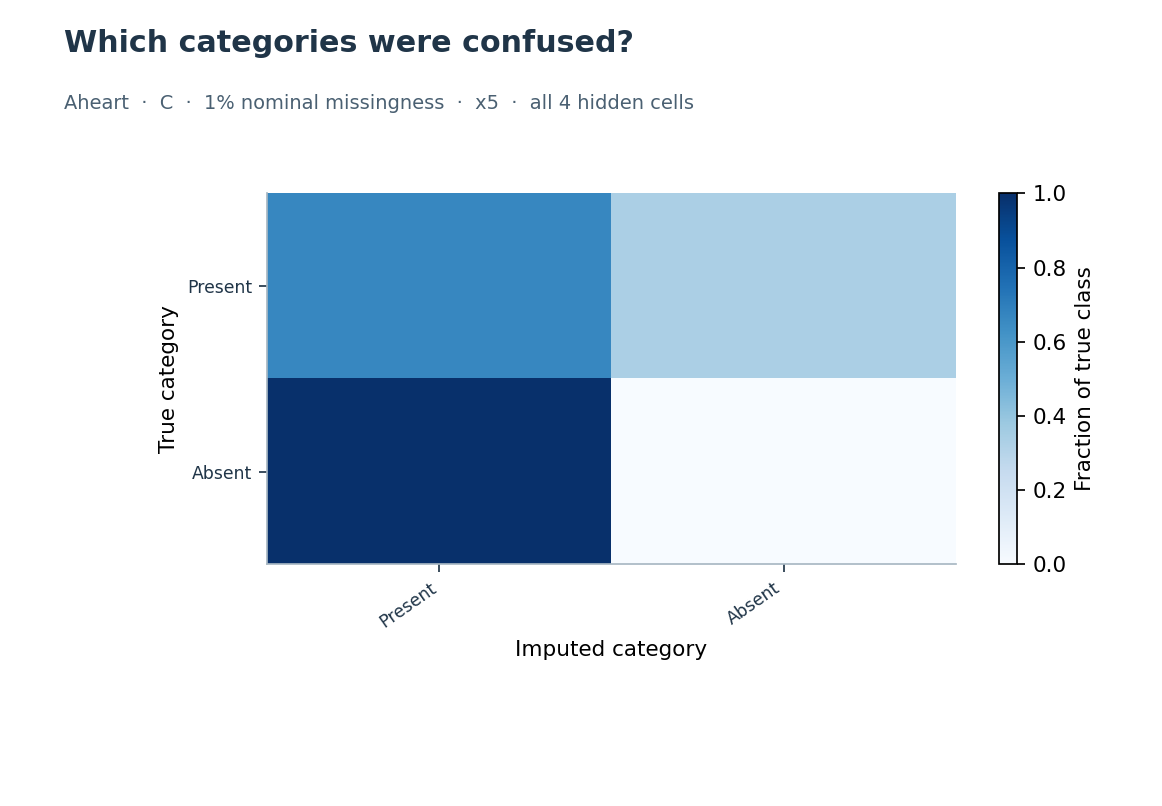 Which categories were confused?
Aheart · C · 1% nominal missingness · x5 · all 4 hidden cells
True category
Present
Absent
Present
Absent
Imputed category
1.0
0.8
0.6
0.4
0.2
0.0
Fraction of true class